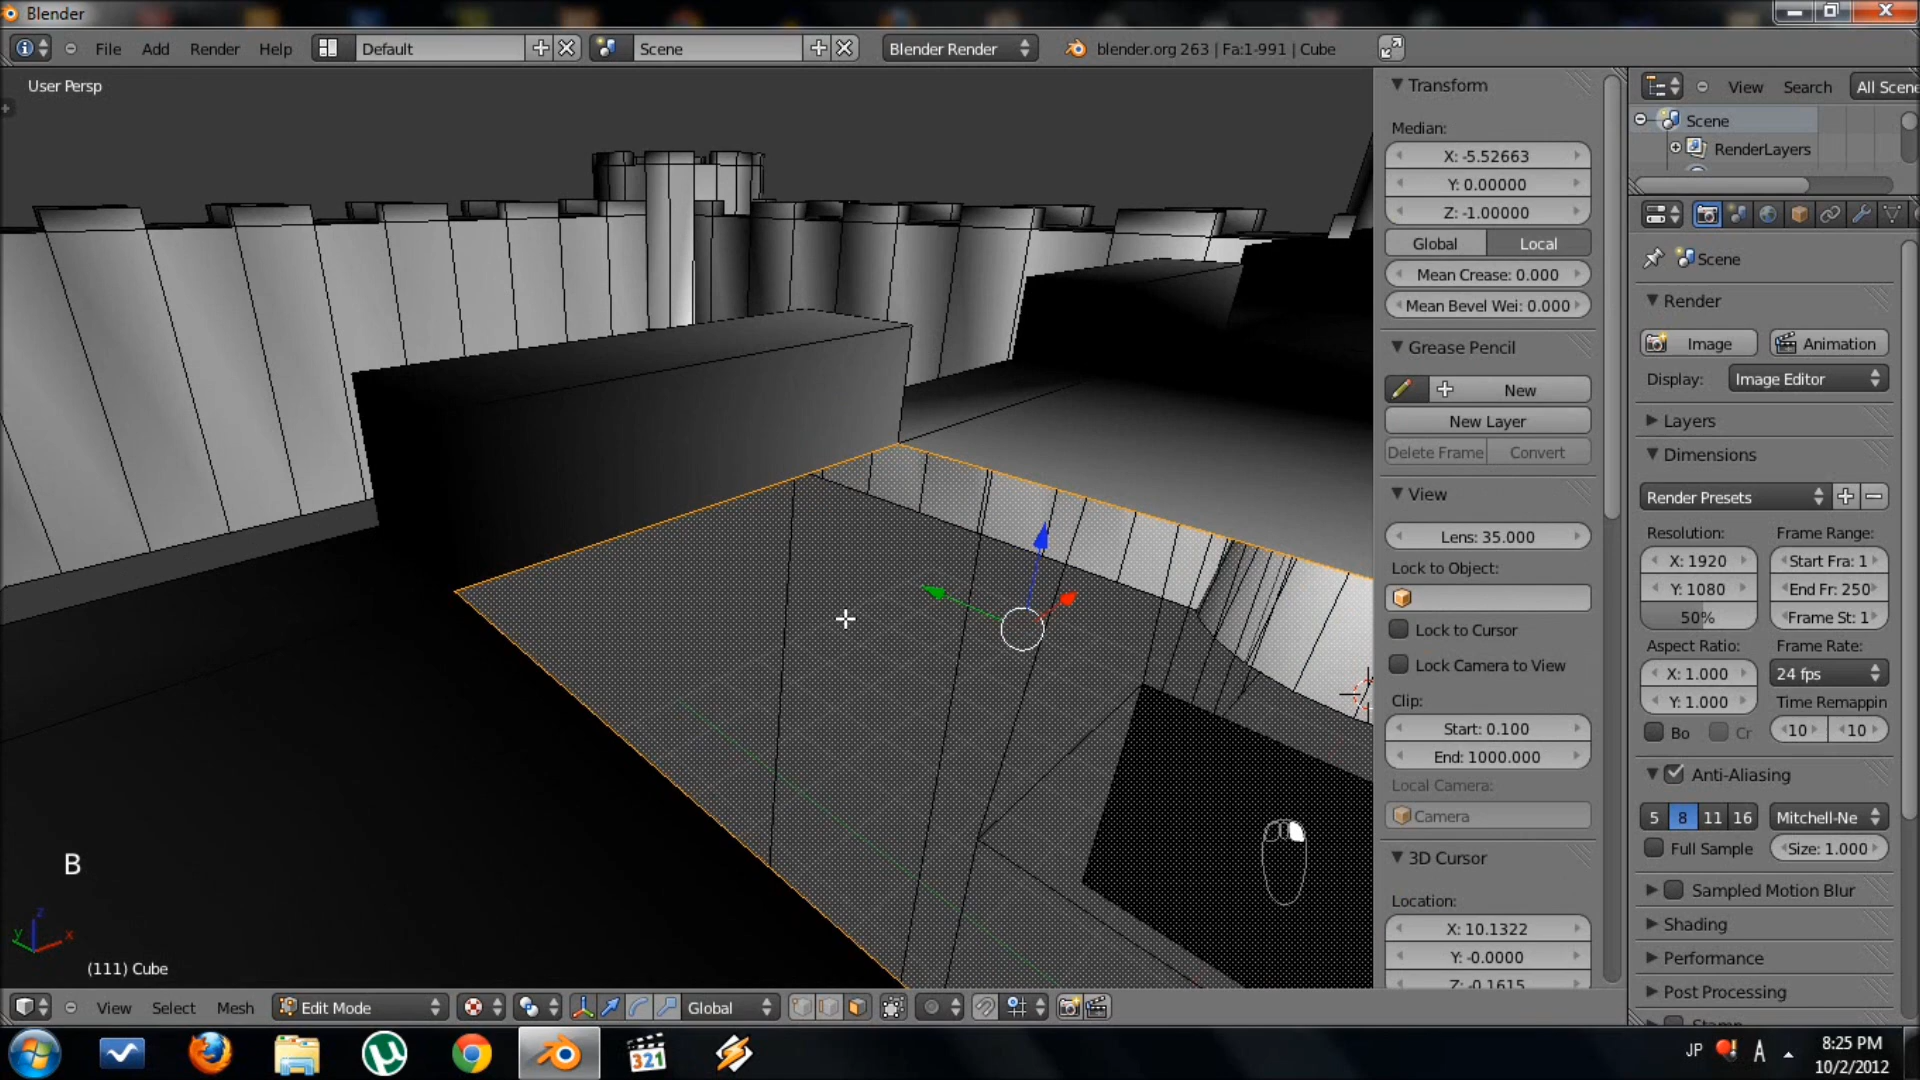 Blender
File Add Render Help Default Scene Blender Render blender.org 263 | Fa:1-991 | Cube
User Persp
Transform
Median:
X: -5.52663
Y: 0.00000
Z: -1.00000
Global Local
Mean Crease: 0.000
Mean Bevel Wei: 0.000
Grease Pencil
New
New Layer
Delete Frame Convert
View
Lens: 35.000
Lock to Object:
Lock to Cursor
Lock Camera to View
Clip:
Start: 0.100
End: 1000.000
Local Camera:
Camera
3D Cursor
Location:
X: 10.1322
Y: -0.0000
Z: -0.1615
View Search All Scene
Scene
RenderLayers
Scene
Render
Image Animation
Display: Image Editor
Layers
Dimensions
Render Presets
Resolution: Frame Range:
X: 1920 Start Fra: 1
Y: 1080 End Fr: 250
50% Frame St: 1
Aspect Ratio: Frame Rate:
X: 1.000 24 fps
Y: 1.000 Time Remappin
Bo Cr 10 10
Anti-Aliasing
5 8 11 16 Mitchell-Ne
Full Sample Size: 1.000
Sampled Motion Blur
Shading
Performance
Post Processing
Stamp
B
z
y x
(111) Cube
View Select Mesh Edit Mode Global
321
JP A 8:25 PM
10/2/2012